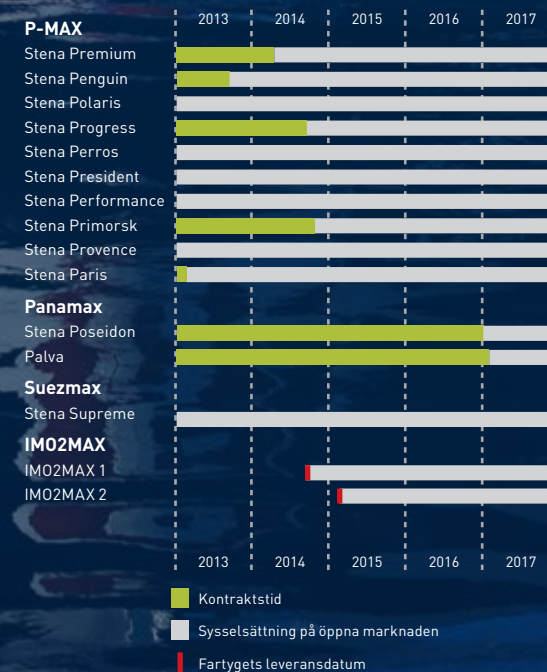 2013 2014 2015 2016 2017
P-MAX
Stena Premium
Stena Penguin
Stena Polaris
Stena Progress
Stena Perros
Stena President
Stena Performance
Stena Primorsk
Stena Provence
Stena Paris
Panamax
Stena Poseidon
Palva
Suezmax
Stena Supreme
IMO2MAX
IMO2MAX 1
IMO2MAX 2
2013 2014 2015 2016 2017
Kontraktstid
Sysselsättning på öppna marknaden
Fartygets leveransdatum